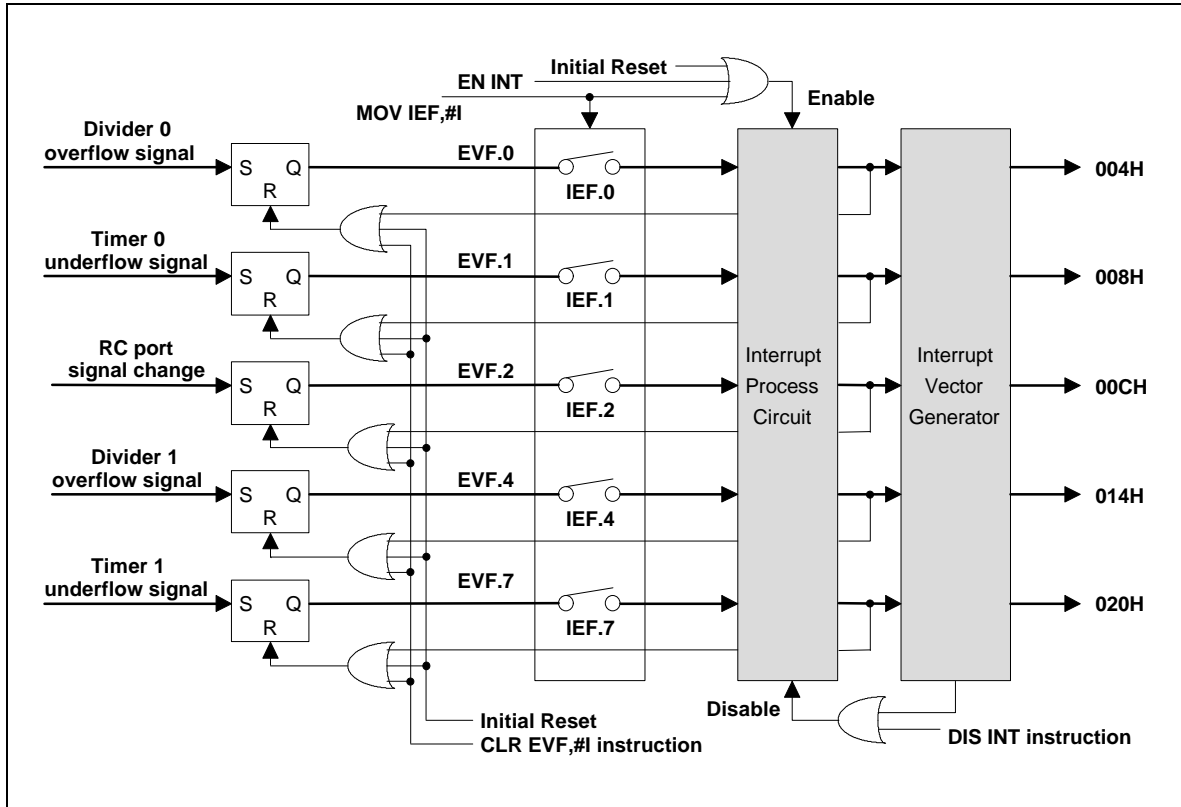 Initial Reset
EN INT
MOV IEF,#I
Enable
Divider 0
overflow signal
S Q
R
EVF.0
IEF.0
004H
Timer 0
underflow signal
S Q
R
EVF.1
IEF.1
008H
RC port
signal change
S Q
R
EVF.2
IEF.2
Interrupt
Process
Circuit
Interrupt
Vector
Generator
00CH
Divider 1
overflow signal
S Q
R
EVF.4
IEF.4
014H
Timer 1
underflow signal
S Q
R
EVF.7
IEF.7
020H
Disable
Initial Reset
CLR EVF,#I instruction
DIS INT instruction